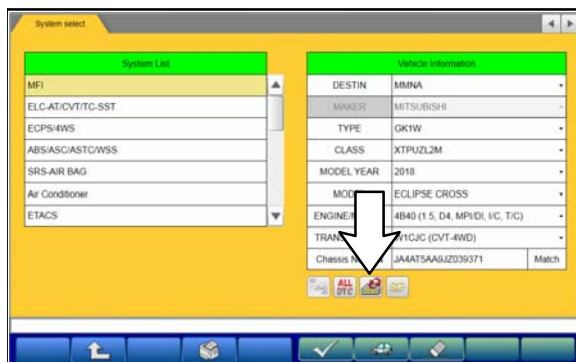 System select
System List
MFI
ELC-AT/CVT/TC-SST
ECPS/4WS
ABS/ASC/ASTC/WSS
SRS-AIR BAG
Air Conditioner
ETACS
Vehicle Information
DESTIN MMNA
MAKER MITSUBISHI
TYPE GK1W
CLASS XTPUZL2M
MODEL YEAR 2018
ECLIPSE CROSS
4B40 (1.5, D4, MPI/DI, I/C, T/C)
W1CJC (CVT-4WD)
JA4AT5AA9JZ039371 Match
ALL
DTC